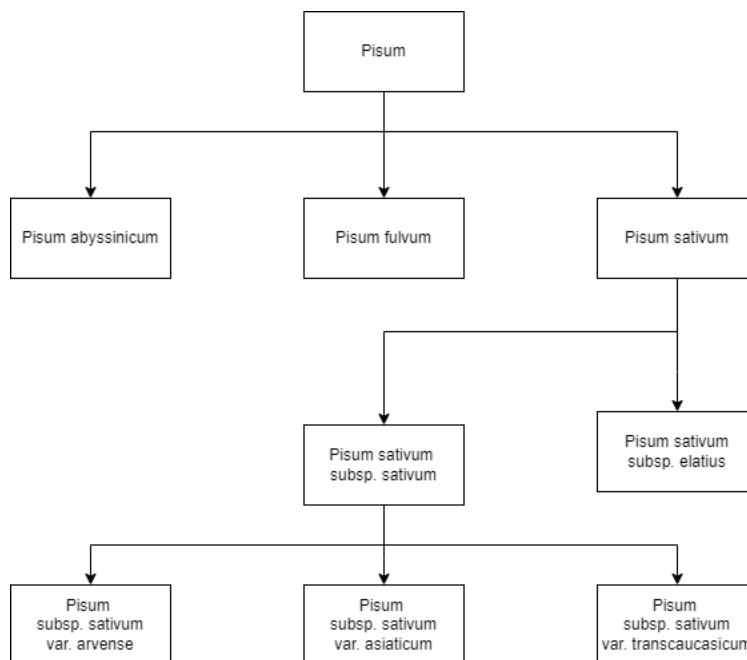 Pisum
Pisum abyssinicum
Pisum fulvum
Pisum sativum
Pisum sativum
subsp. sativum
Pisum sativum
subsp. elatius
Pisum
subsp. sativum
var. arvense
Pisum
subsp. sativum
var. asiaticum
Pisum
subsp. sativum
var. transcaucasicum